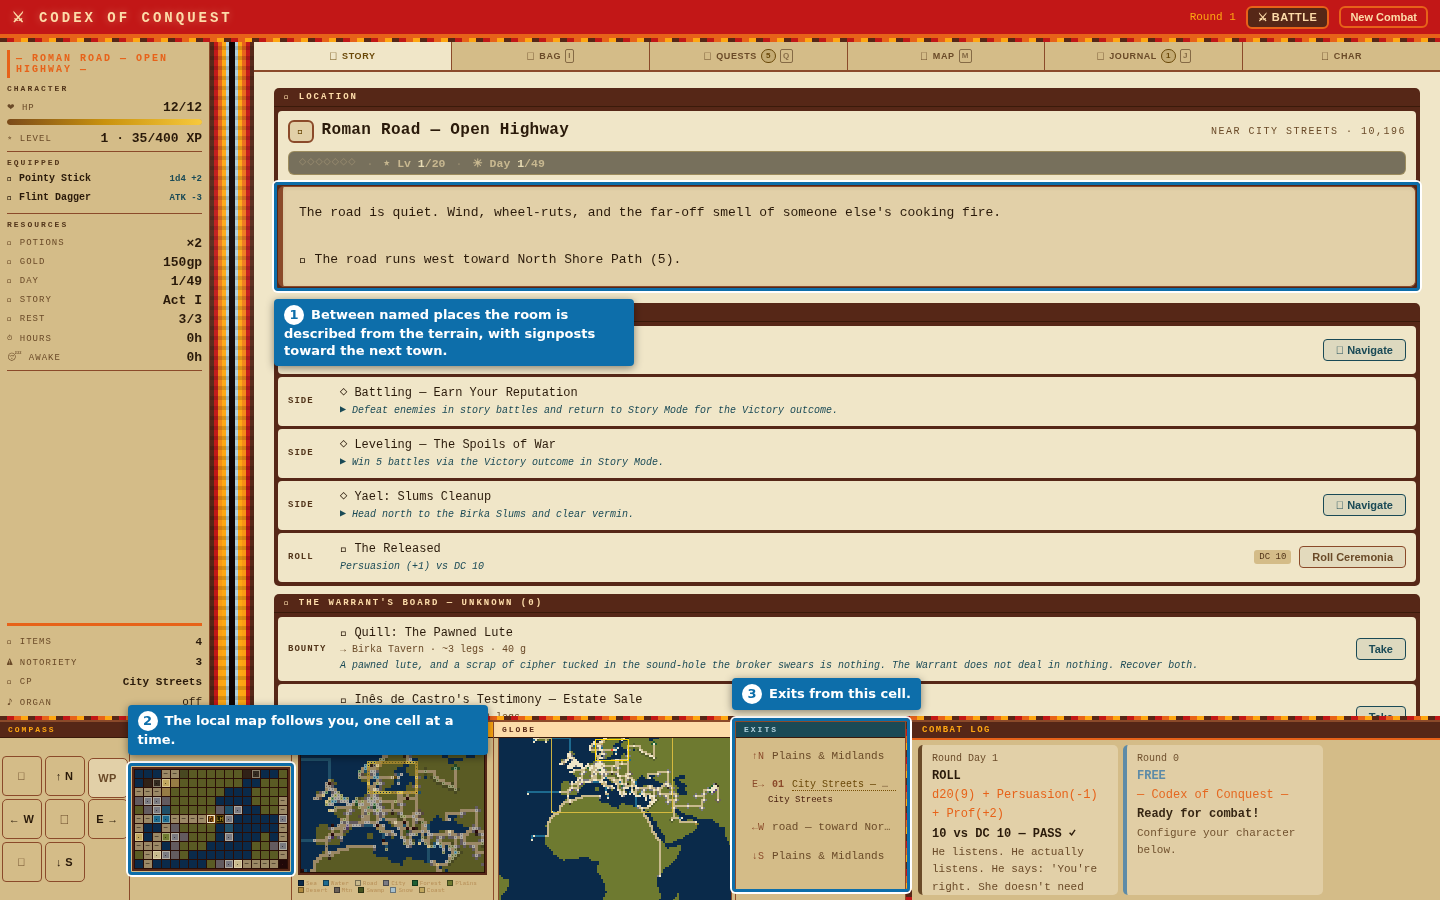 ⚔ CODEX OF CONQUEST
Round 1
⚔ BATTLE
New Combat
— ROMAN ROAD — OPEN HIGHWAY —
CHARACTER
❤ HP 12/12
LEVEL 1 · 35/400 XP
EQUIPPED
Pointy Stick 1d4 +2
Flint Dagger ATK -3
RESOURCES
POTIONS ×2
GOLD 150gp
DAY 1/49
STORY Act I
REST 3/3
HOURS 0h
AWAKE 0h
ITEMS 4
NOTORIETY 3
CP City Streets
♪ ORGAN off
STORY
BAG I
QUESTS 5 Q
MAP M
JOURNAL 1 J
CHAR
LOCATION
Roman Road — Open Highway
NEAR CITY STREETS · 10,196
◇◇◇◇◇◇◇ · ★ Lv 1/20 · ☀ Day 1/49
The road is quiet. Wind, wheel-ruts, and the far-off smell of someone else's cooking fire.
The road runs west toward North Shore Path (5).
1 Between named places the room is
described from the terrain, with signposts
toward the next town.
Navigate
SIDE
◇ Battling — Earn Your Reputation
▶ Defeat enemies in story battles and return to Story Mode for the Victory outcome.
SIDE
◇ Leveling — The Spoils of War
▶ Win 5 battles via the Victory outcome in Story Mode.
SIDE
◇ Yael: Slums Cleanup
▶ Head north to the Birka Slums and clear vermin.
Navigate
ROLL
The Released
Persuasion (+1) vs DC 10
DC 10
Roll Ceremonia
THE WARRANT'S BOARD — UNKNOWN (0)
BOUNTY
Quill: The Pawned Lute
→ Birka Tavern · ~3 legs · 40 g
A pawned lute, and a scrap of cipher tucked in the sound-hole the broker swears is nothing. The Warrant does not deal in nothing. Recover both.
Take
Inês de Castro's Testimony — Estate Sale
Take
2 The local map follows you, one cell at a
time.
3 Exits from this cell.
COMPASS
↑ N
WP
← W
E →
↓ S
GLOBE
EXITS
↑N Plains & Midlands
E→ 01 City Streets — …
City Streets
←W road — toward Nor…
↓S Plains & Midlands
COMBAT LOG
Round Day 1
ROLL
d20(9) + Persuasion(-1)
+ Prof(+2)
10 vs DC 10 — PASS ✓
He listens. He actually
listens. He says: 'You're
right. She doesn't need
Round 0
FREE
— Codex of Conquest —
Ready for combat!
Configure your character
below.